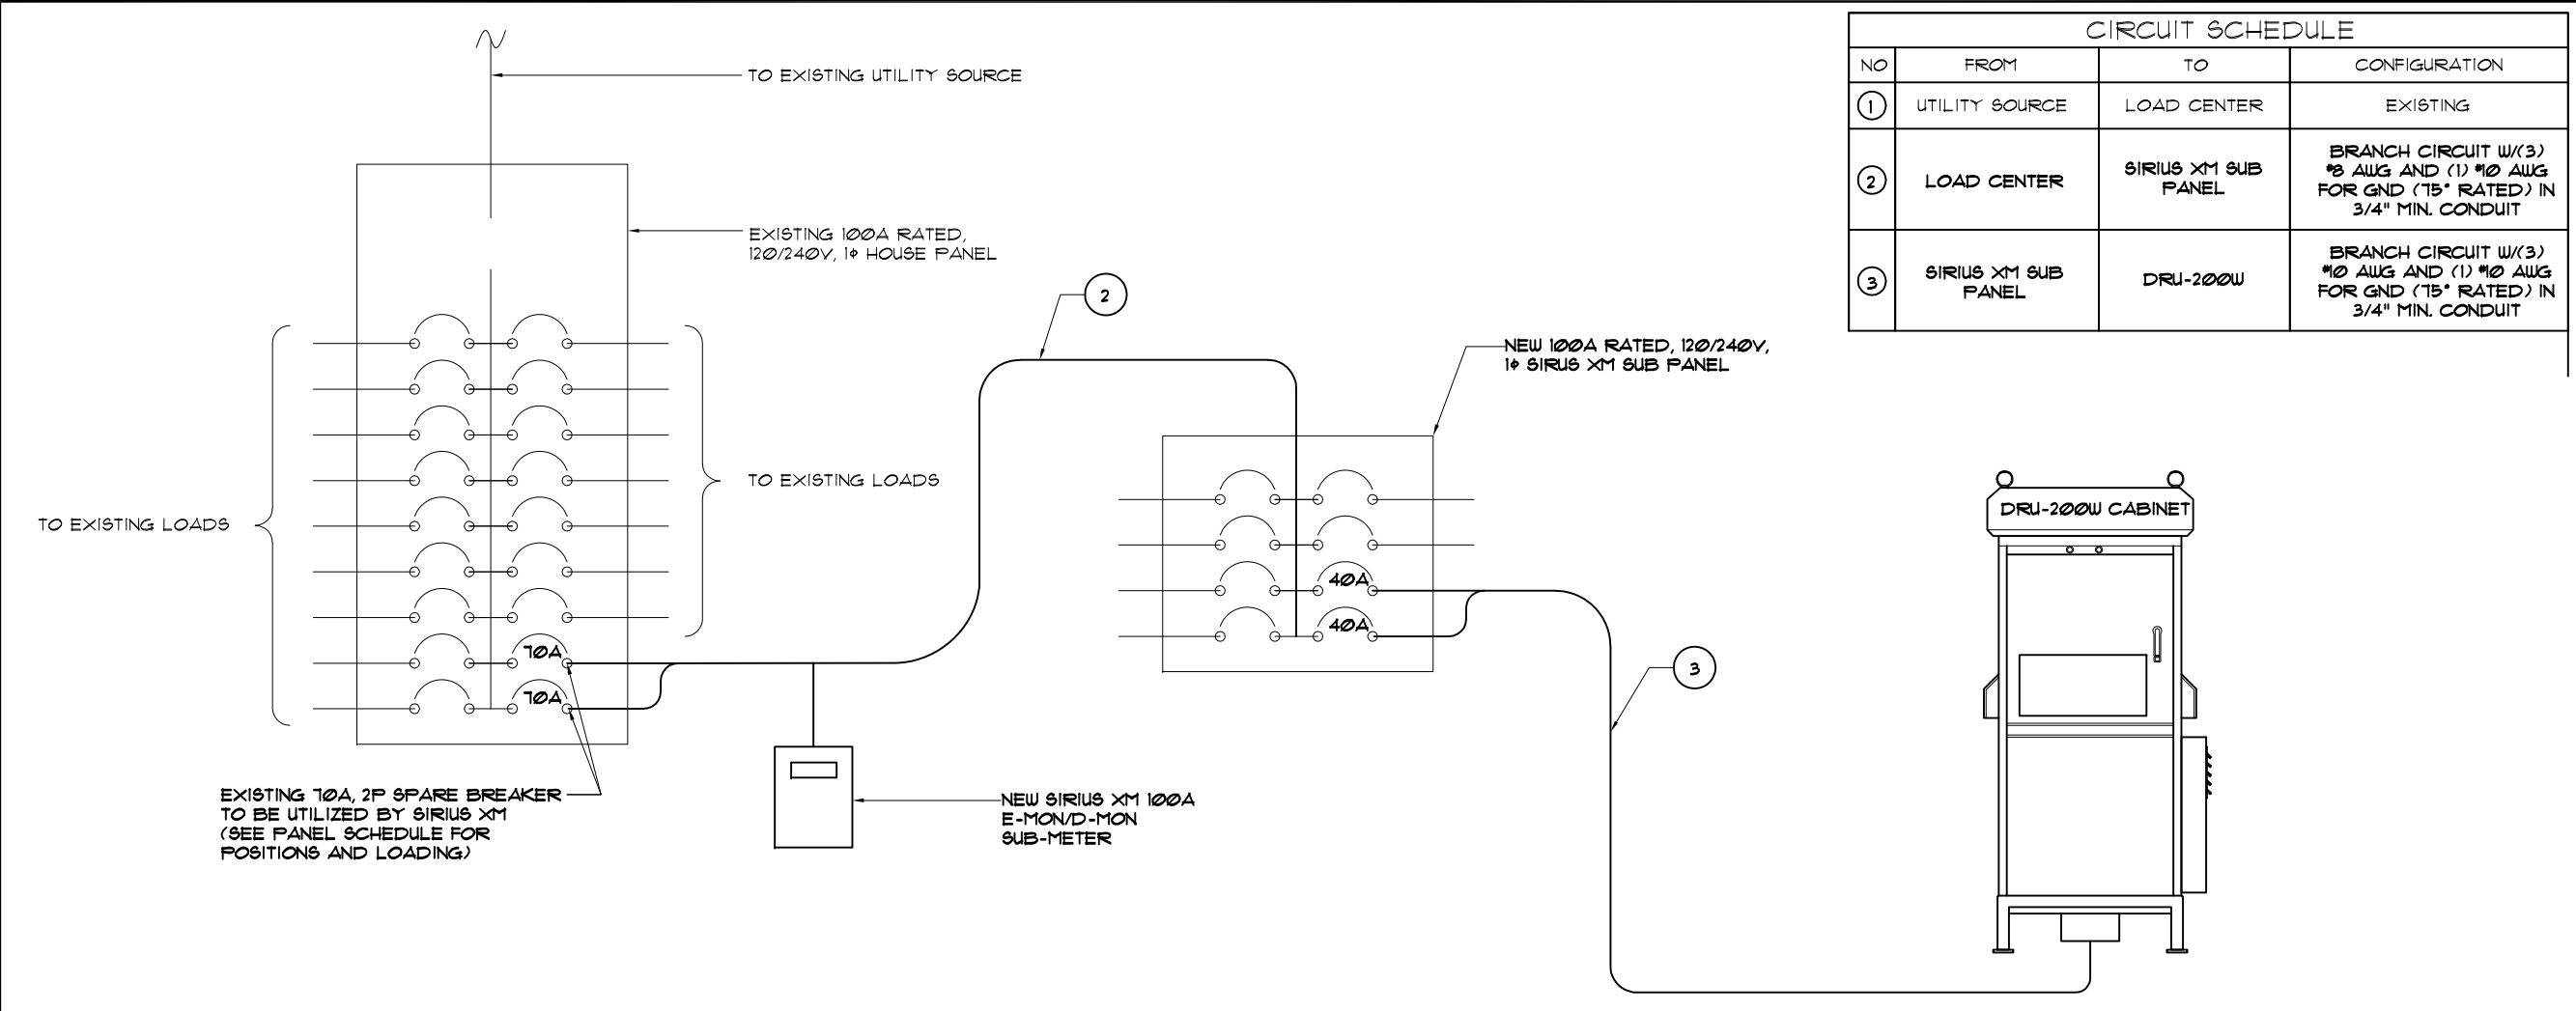 CIRCUIT SCHEDULE
NO FROM TO CONFIGURATION
1 UTILITY SOURCE LOAD CENTER EXISTING
2 LOAD CENTER SIRIUS XM SUB
PANEL
BRANCH CIRCUIT W/(3)
#8 AWG AND (1) #10 AWG
FOR GND (75° RATED) IN
3/4" MIN. CONDUIT
3 SIRIUS XM SUB
PANEL
DRU-200W
BRANCH CIRCUIT W/(3)
#10 AWG AND (1) #10 AWG
FOR GND (75° RATED) IN
3/4" MIN. CONDUIT
TO EXISTING UTILITY SOURCE
EXISTING 100A RATED,
120/240V, 1Φ HOUSE PANEL
2
NEW 100A RATED, 120/240V,
1Φ SIRUS XM SUB PANEL
TO EXISTING LOADS
TO EXISTING LOADS
DRU-200W CABINET
40A
40A
70A
70A
3
EXISTING 70A, 2P SPARE BREAKER
TO BE UTILIZED BY SIRIUS XM
(SEE PANEL SCHEDULE FOR
POSITIONS AND LOADING)
NEW SIRIUS XM 100A
E-MON/D-MON
SUB-METER